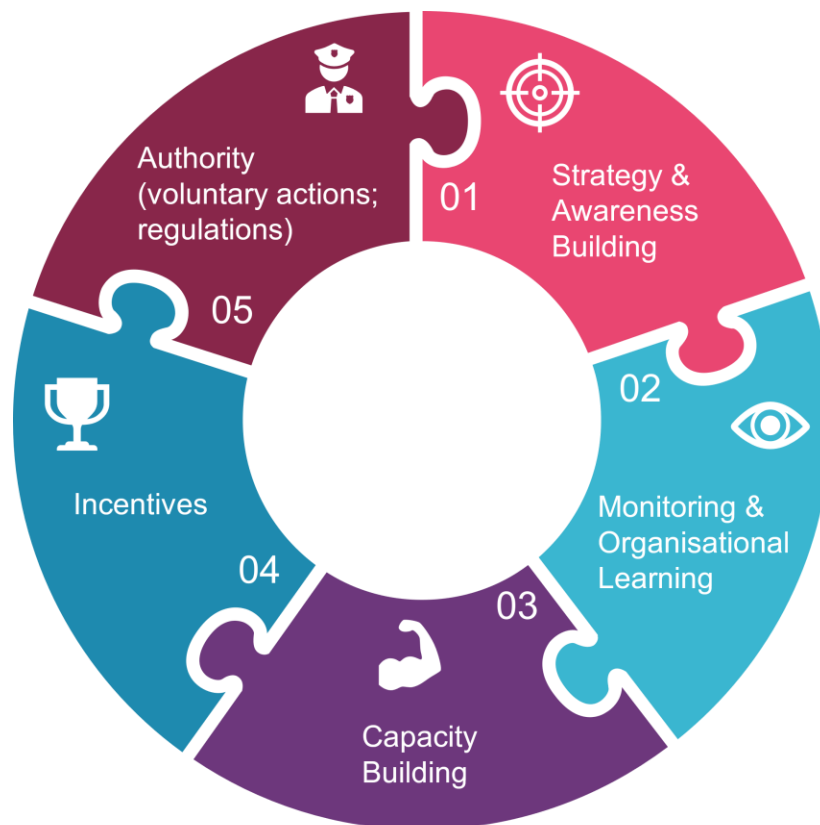 01
Strategy &
Awareness
Building
02
Monitoring &
Organisational
Learning
03
Capacity
Building
04
Incentives
05
Authority
(voluntary actions;
regulations)